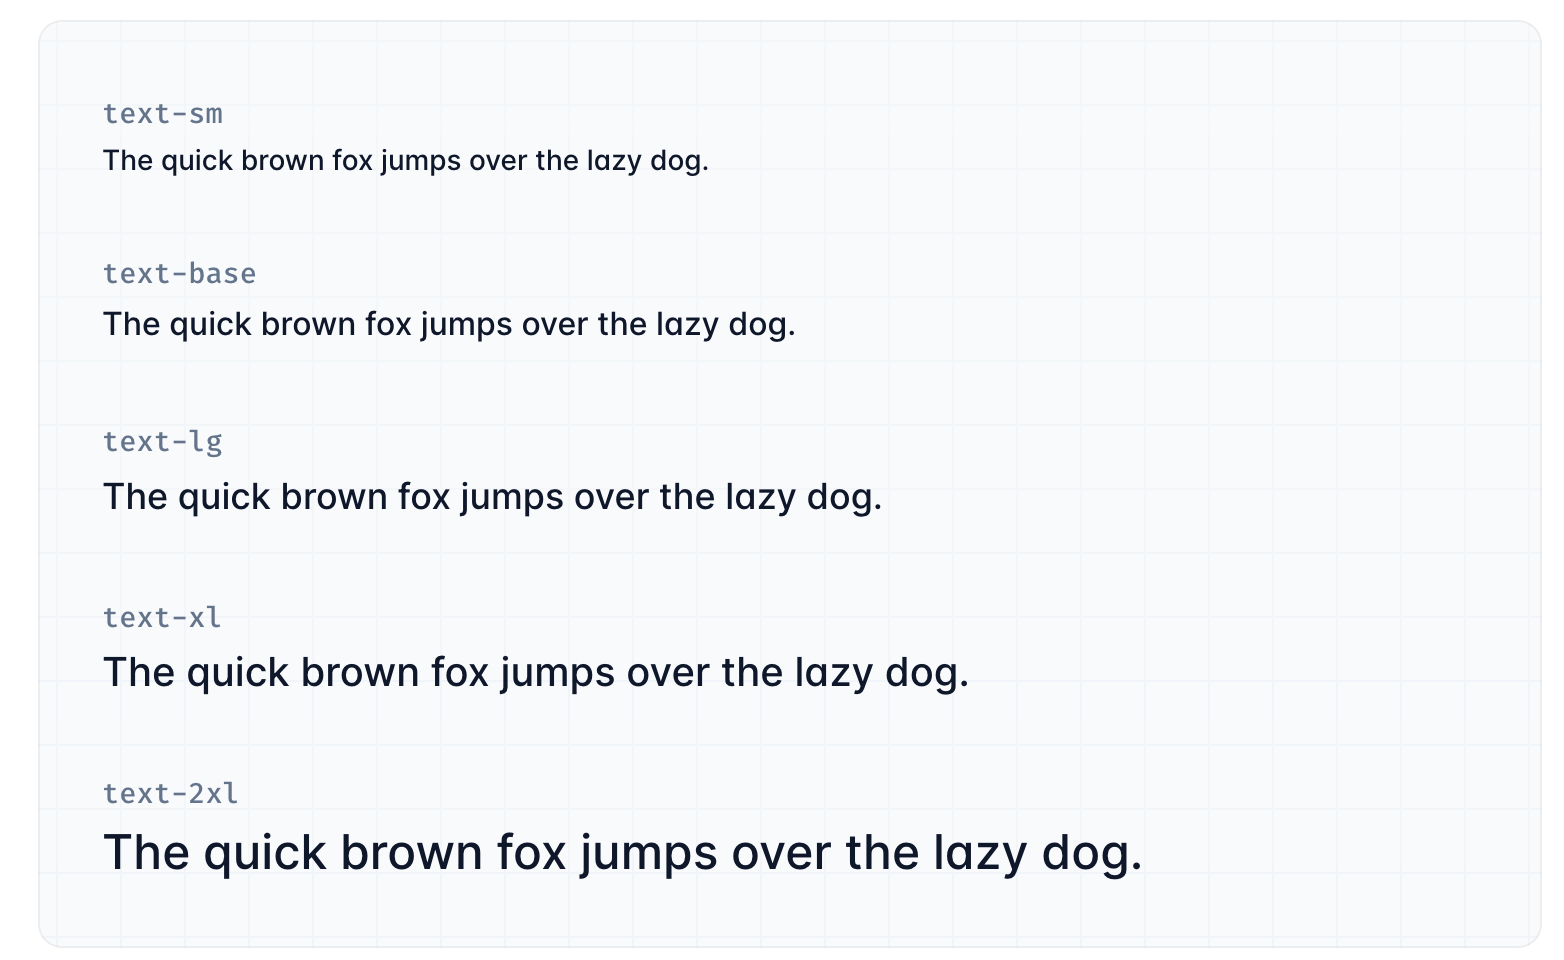 text-sm
The quick brown fox jumps over the lazy dog.
text-base
The quick brown fox jumps over the lazy dog.
text-lg
The quick brown fox jumps over the lazy dog.
text-xl
The quick brown fox jumps over the lazy dog.
text-2xl
The quick brown fox jumps over the lazy dog.